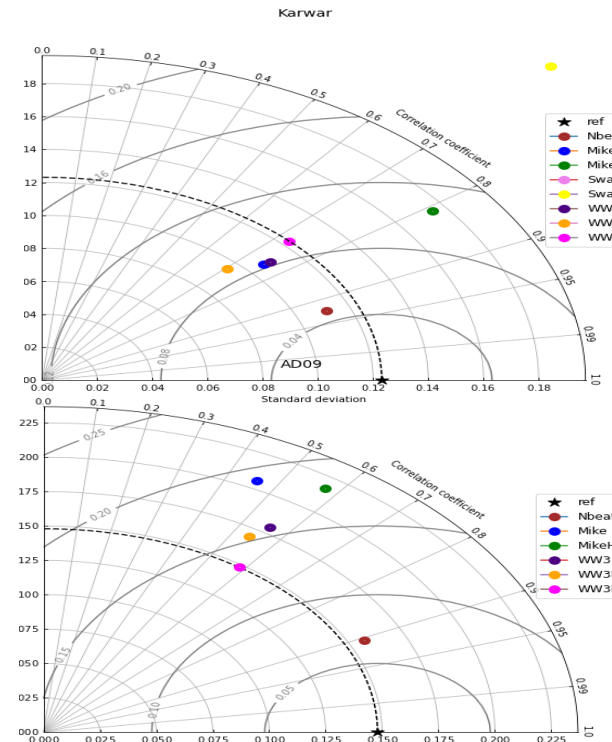 Karwar
0.0 0.1 0.2 0.3 0.4 0.5 0.6 0.7 0.8 0.9 0.95 0.99 1.0
Correlation coefficient
18
16
14
12
10
08
06
04
02
00
0.20
0.16
0.08
0.04
ref
Nbe
Mike
Mike
Swa
Swa
WW
WW
WW
0.00 0.02 0.04 0.06 0.08 0.10 0.12 0.14 0.16 0.18
Standard deviation
AD09
0.0 0.1 0.2 0.3 0.4 0.5 0.6 0.7 0.8 0.9 0.95 0.99 1.0
Correlation coefficient
225
200
175
150
125
100
050
025
000
0.25
0.20
0.15
0.10
0.05
ref
Nbea
Mike
MikeH
WW3
WW3
WW3
0.000 0.025 0.050 0.075 0.100 0.125 0.150 0.175 0.200 0.225